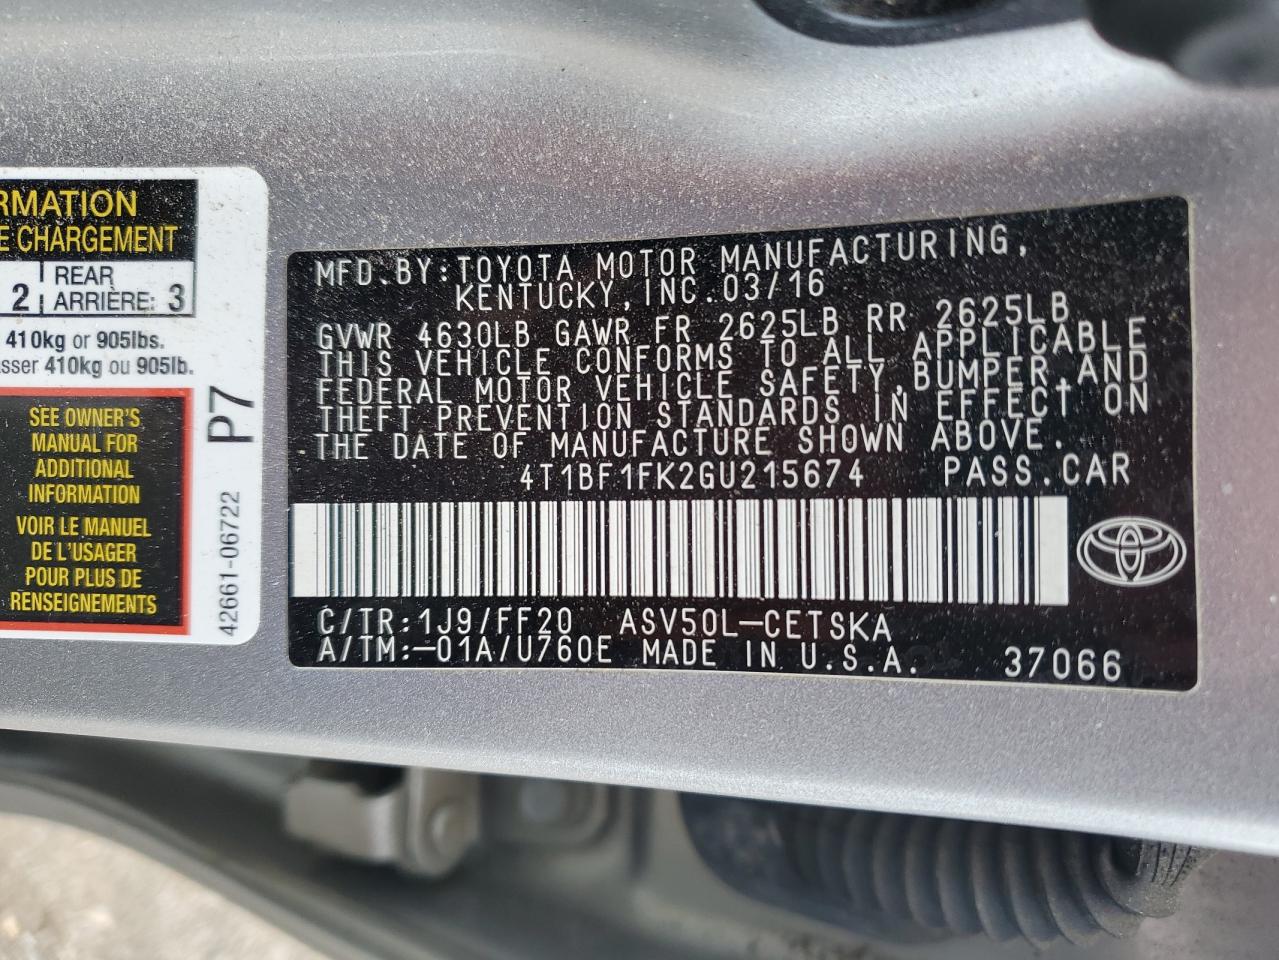 RMATION
E CHARGEMENT
2 REAR
ARRIÈRE: 3
410kg or 905lbs.
asser 410kg ou 905lb.
SEE OWNER'S
MANUAL FOR
ADDITIONAL
INFORMATION
VOIR LE MANUEL
DE L'USAGER
POUR PLUS DE
RENSEIGNEMENTS
P7
42661-06722
MFD.BY:TOYOTA MOTOR MANUFACTURING,
KENTUCKY,INC.03/16
GVWR 4630LB GAWR FR 2625LB RR 2625LB
THIS VEHICLE CONFORMS TO ALL APPLICABLE
FEDERAL MOTOR VEHICLE SAFETY,BUMPER,AND
THEFT PREVENTION STANDARDS IN EFFECT ON
THE DATE OF MANUFACTURE SHOWN ABOVE.
4T1BF1FK2GU215674 PASS.CAR
C/TR:1J9/FF20 ASV50L-CETSKA
A/TM:-01A/U760E MADE IN U.S.A. 37066